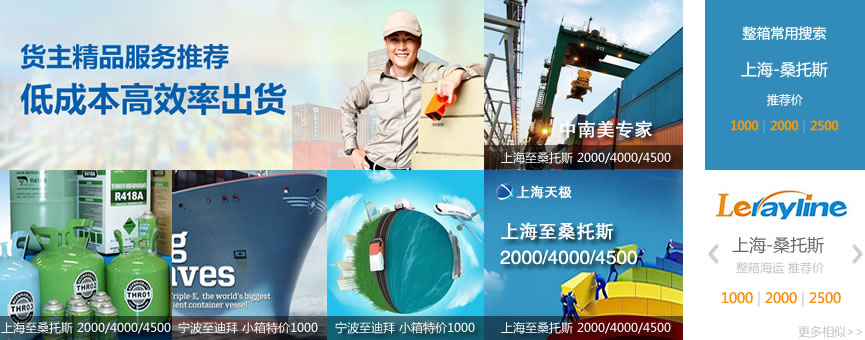 货主精品服务推荐
低成本高效率出货
中南美专家
上海至桑托斯 2000/4000/4500
整箱常用搜索
上海-桑托斯
推荐价
1000 | 2000 | 2500
R418A
THR03
THR01
上海至桑托斯 2000/4000/4500
g
aves
Triple-E, the world's biggest
container vessel
宁波至迪拜 小箱特价1000
宁波至迪拜 小箱特价1000
上海天极
上海至桑托斯
2000/4000/4500
上海至桑托斯 2000/4000/4500
Lerayline
上海-桑托斯
整箱海运 推荐价
1000 | 2000 | 2500
更多相似>>